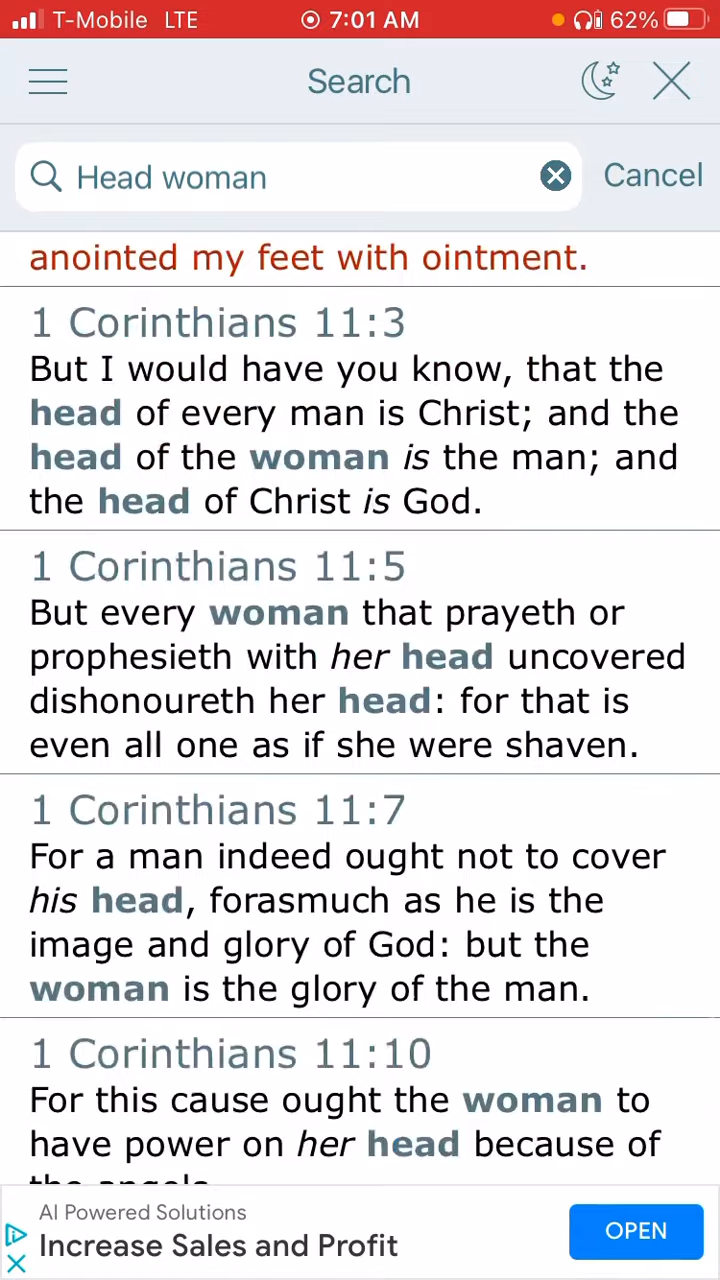 T-Mobile LTE 7:01 AM 62%
Search
Head woman
Cancel
anointed my feet with ointment.
1 Corinthians 11:3
But I would have you know, that the
head of every man is Christ; and the
head of the woman is the man; and
the head of Christ is God.
1 Corinthians 11:5
But every woman that prayeth or
prophesieth with her head uncovered
dishonoureth her head: for that is
even all one as if she were shaven.
1 Corinthians 11:7
For a man indeed ought not to cover
his head, forasmuch as he is the
image and glory of God: but the
woman is the glory of the man.
1 Corinthians 11:10
For this cause ought the woman to
have power on her head because of
the angels
AI Powered Solutions
Increase Sales and Profit
OPEN